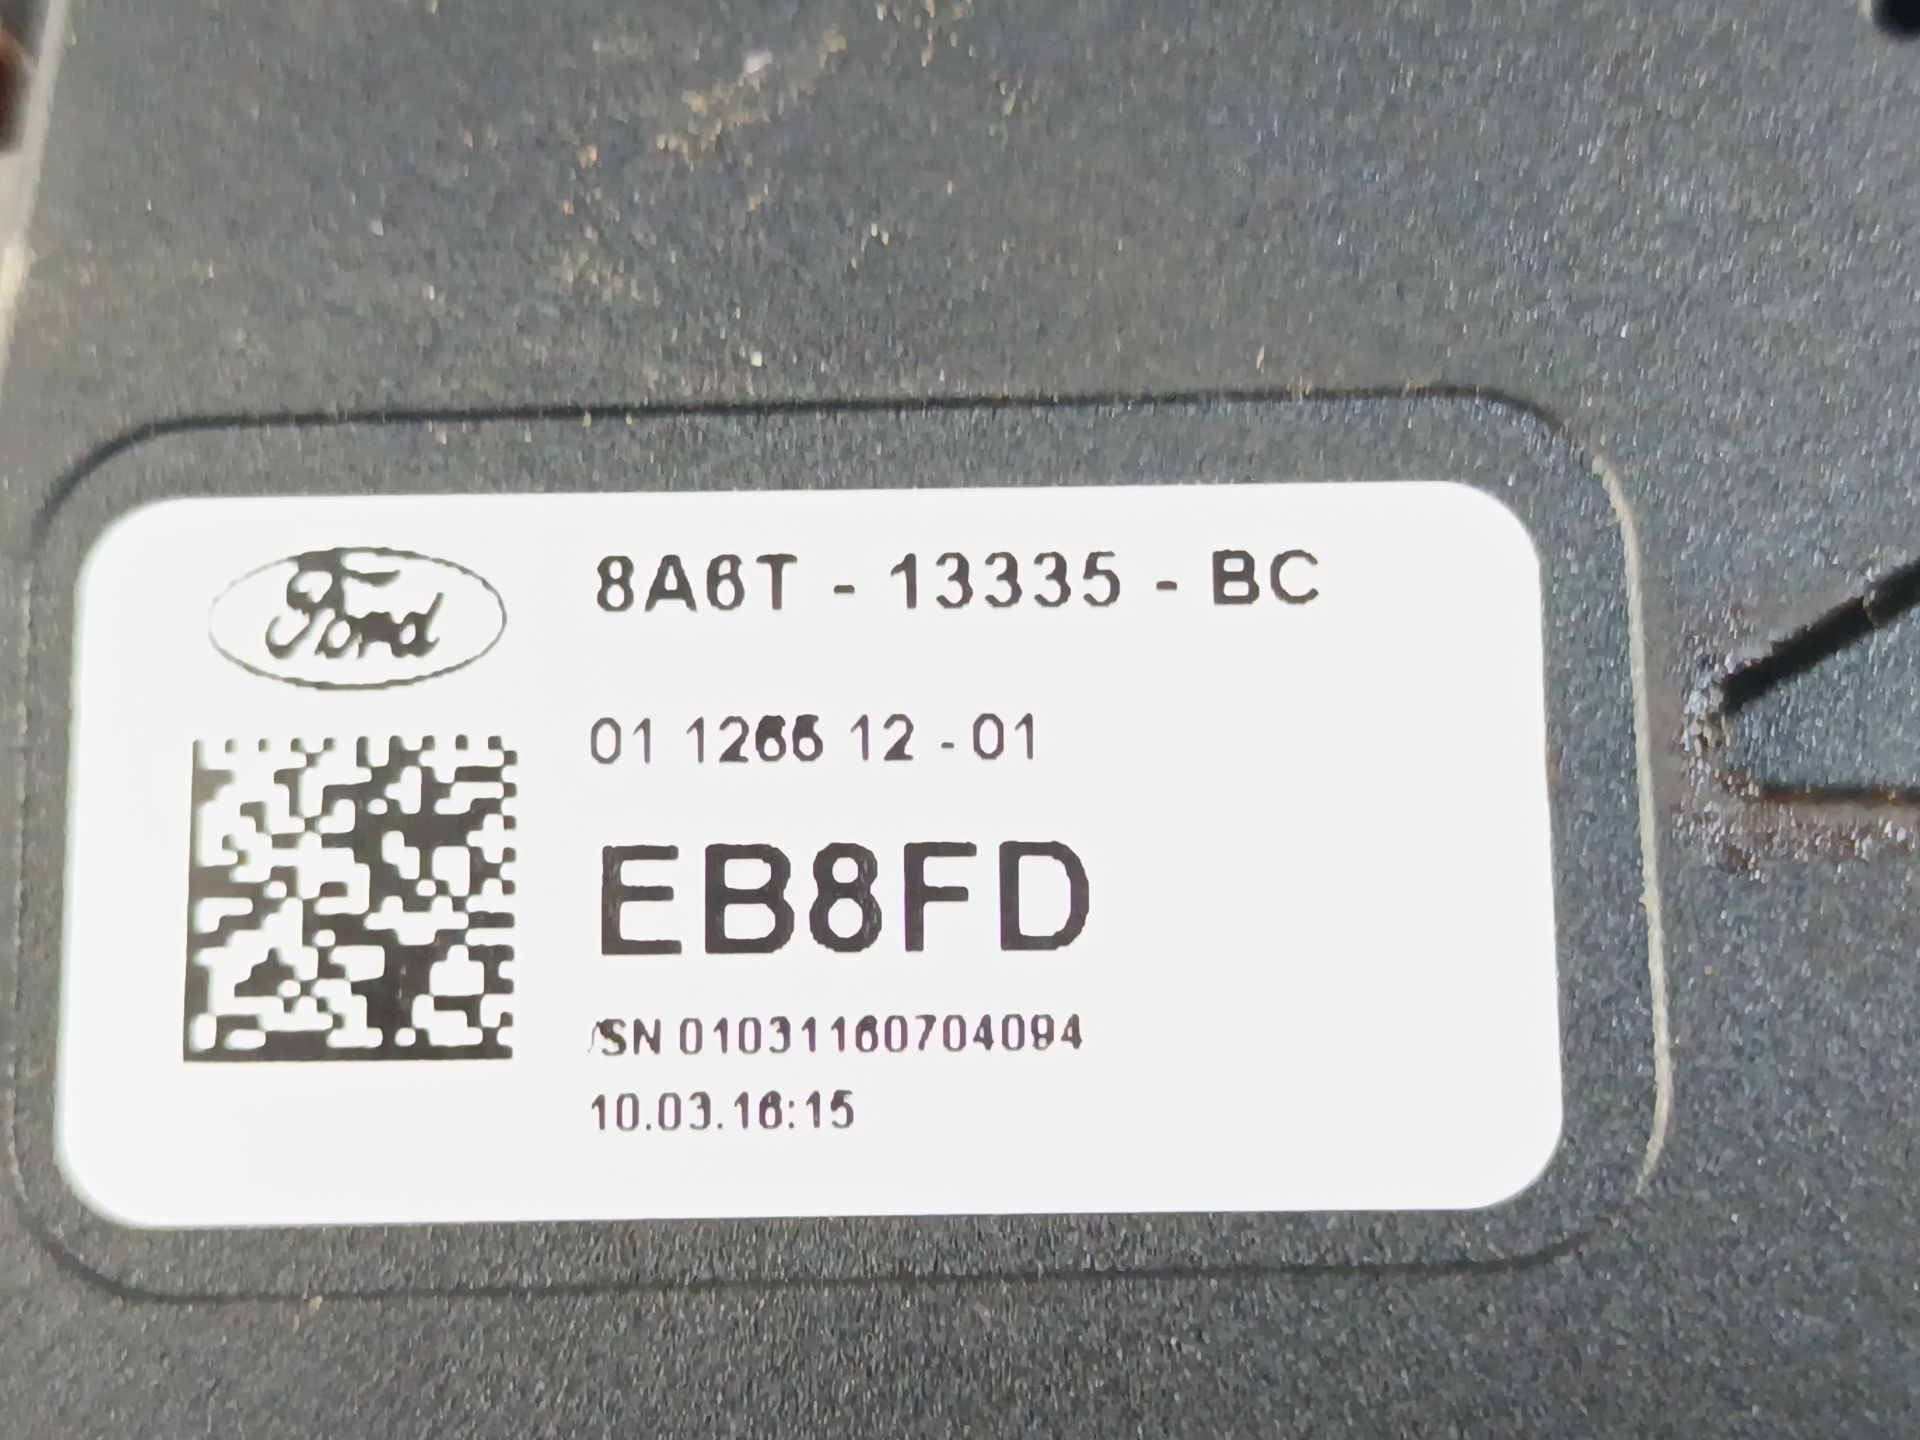 Ford
8A6T - 13335 - BC
01 1266 12 - 01
EB8FD
/SN 01031160704094
10.03.16:15